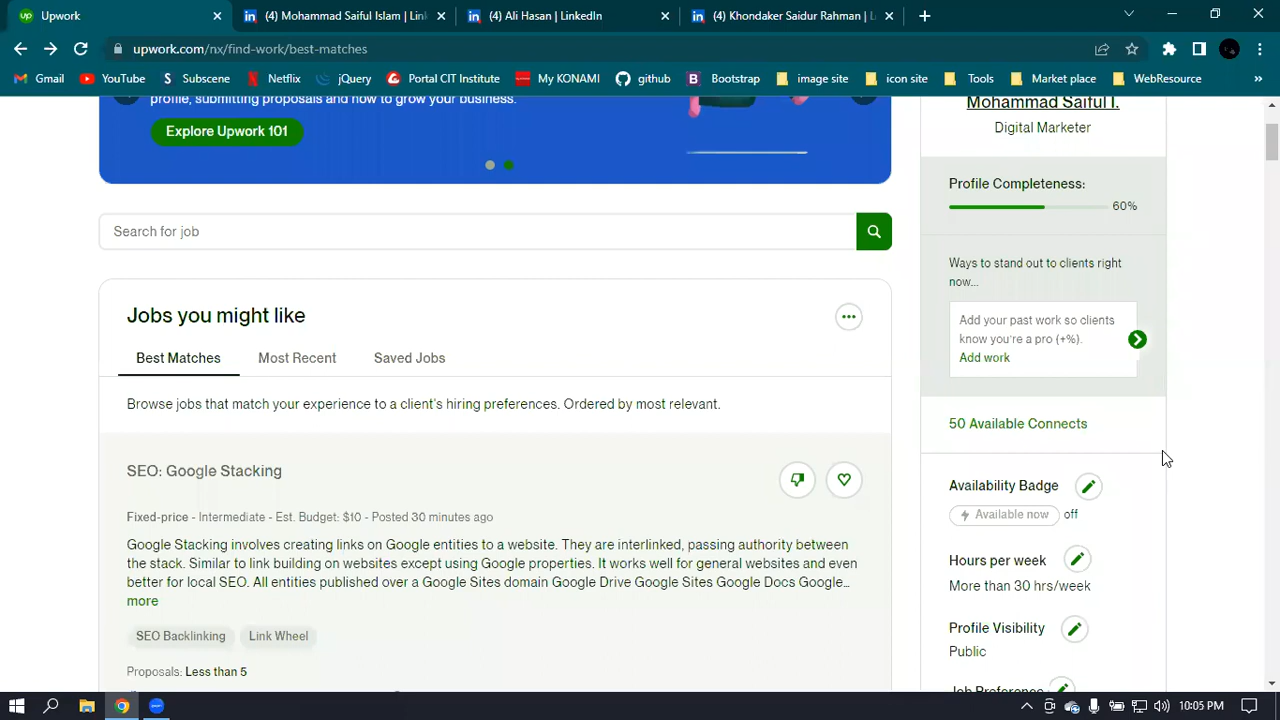 Upwork
(4) Mohammad Saiful Islam | Link
(4) Ali Hasan | LinkedIn
(4) Khondaker Saidur Rahman | L
upwork.com/nx/find-work/best-matches
Gmail
YouTube
Subscene
Netflix
jQuery
Portal CIT Institute
My KONAMI
github
Bootstrap
image site
icon site
Tools
Market place
WebResource
»
profile, submitting proposals and how to grow your business.
Explore Upwork 101
Search for job
Jobs you might like
Best Matches
Most Recent
Saved Jobs
Browse jobs that match your experience to a client's hiring preferences. Ordered by most relevant.
SEO: Google Stacking
Fixed-price - Intermediate - Est. Budget: $10 - Posted 30 minutes ago
Google Stacking involves creating links on Google entities to a website. They are interlinked, passing authority between
the stack. Similar to link building on websites except using Google properties. It works well for general websites and even
better for local SEO. All entities published over a Google Sites domain Google Drive Google Sites Google Docs Google…
more
SEO Backlinking
Link Wheel
Proposals: Less than 5
Mohammad Saiful I.
Digital Marketer
Profile Completeness:
60%
Ways to stand out to clients right
now...
Add your past work so clients
know you're a pro (+%).
Add work
50 Available Connects
Availability Badge
Available now
off
Hours per week
More than 30 hrs/week
Profile Visibility
Public
Job Preference
10:05 PM